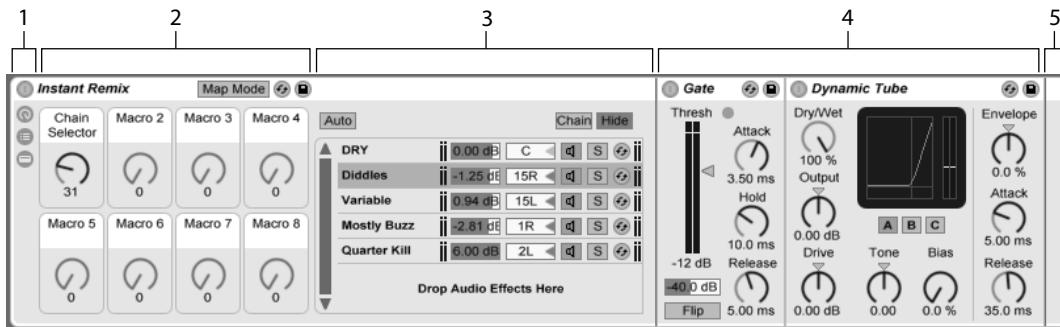 1 2 3 4 5
Instant Remix Map Mode
Chain Selector Macro 2 Macro 3 Macro 4
31 0 0 0
Macro 5 Macro 6 Macro 7 Macro 8
0 0 0 0
Auto Chain Hide
DRY 0.00 dB C S
Diddles -1.25 dB 15R S
Variable 0.94 dB 15L S
Mostly Buzz -2.81 dB 1R S
Quarter Kill 6.00 dB 2L S
Drop Audio Effects Here
Gate
Thresh
Attack
3.50 ms
Hold
10.0 ms
-12 dB
Release
-40.0 dB
Flip 5.00 ms
Dynamic Tube
Dry/Wet
100 %
Output
0.00 dB
A B C
Drive Tone Bias
0.00 dB 0.00 0.0 %
Envelope
0.0 %
Attack
5.00 ms
Release
35.0 ms